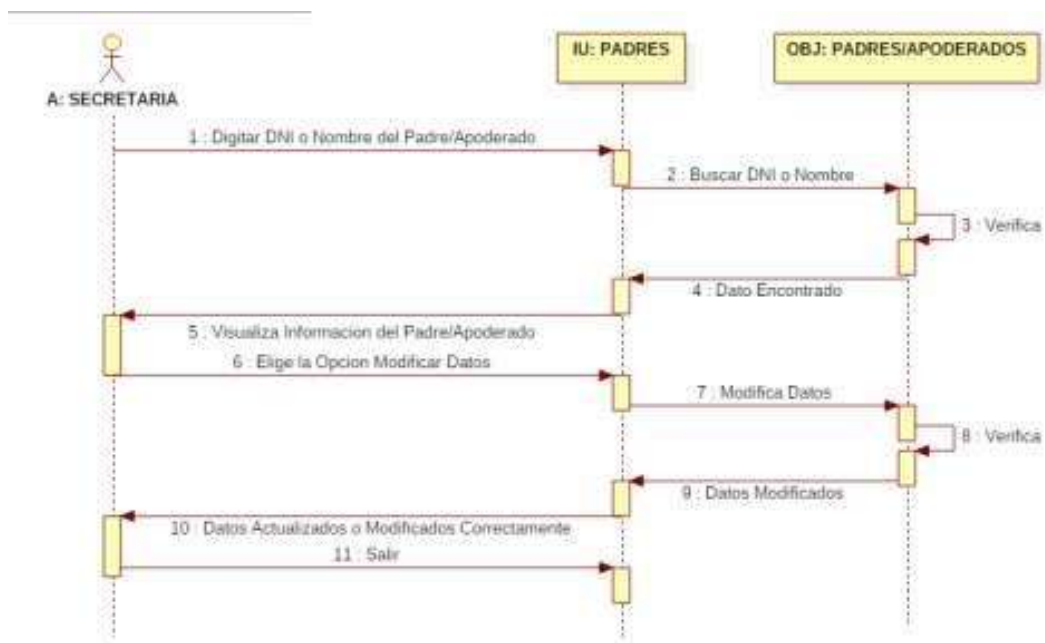 A: SECRETARIA
IU: PADRES
OBJ: PADRES/APODERADOS
1 : Digitar DNI o Nombre del Padre/Apoderado
2 : Buscar DNI o Nombre
3 : Verifica
4 : Dato Encontrado
5 : Visualiza Informacion del Padre/Apoderado
6 : Elige la Opcion Modificar Datos
7 : Modifica Datos
8 : Verifica
9 : Datos Modificados
10 : Datos Actualizados o Modificados Correctamente
11 : Salir